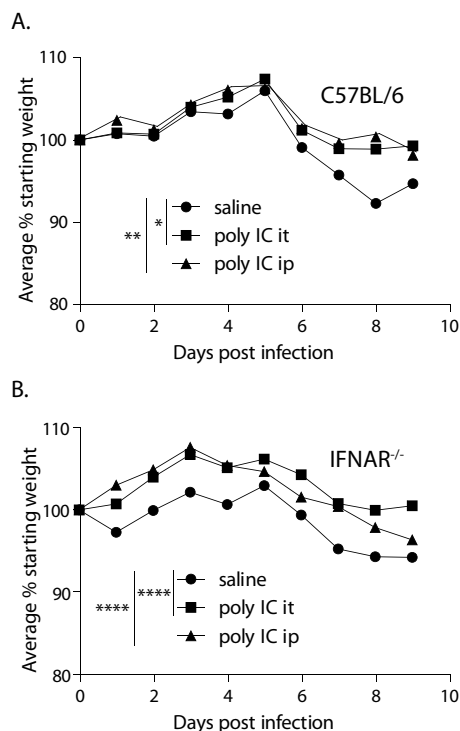 A.
110
100
90
80
Average % starting weight
C57BL/6
saline
poly IC it
poly IC ip
*
**
0 2 4 6 8 10
Days post infection
B.
110
100
90
80
Average % starting weight
IFNAR-/-
saline
poly IC it
poly IC ip
****
****
0 2 4 6 8 10
Days post infection